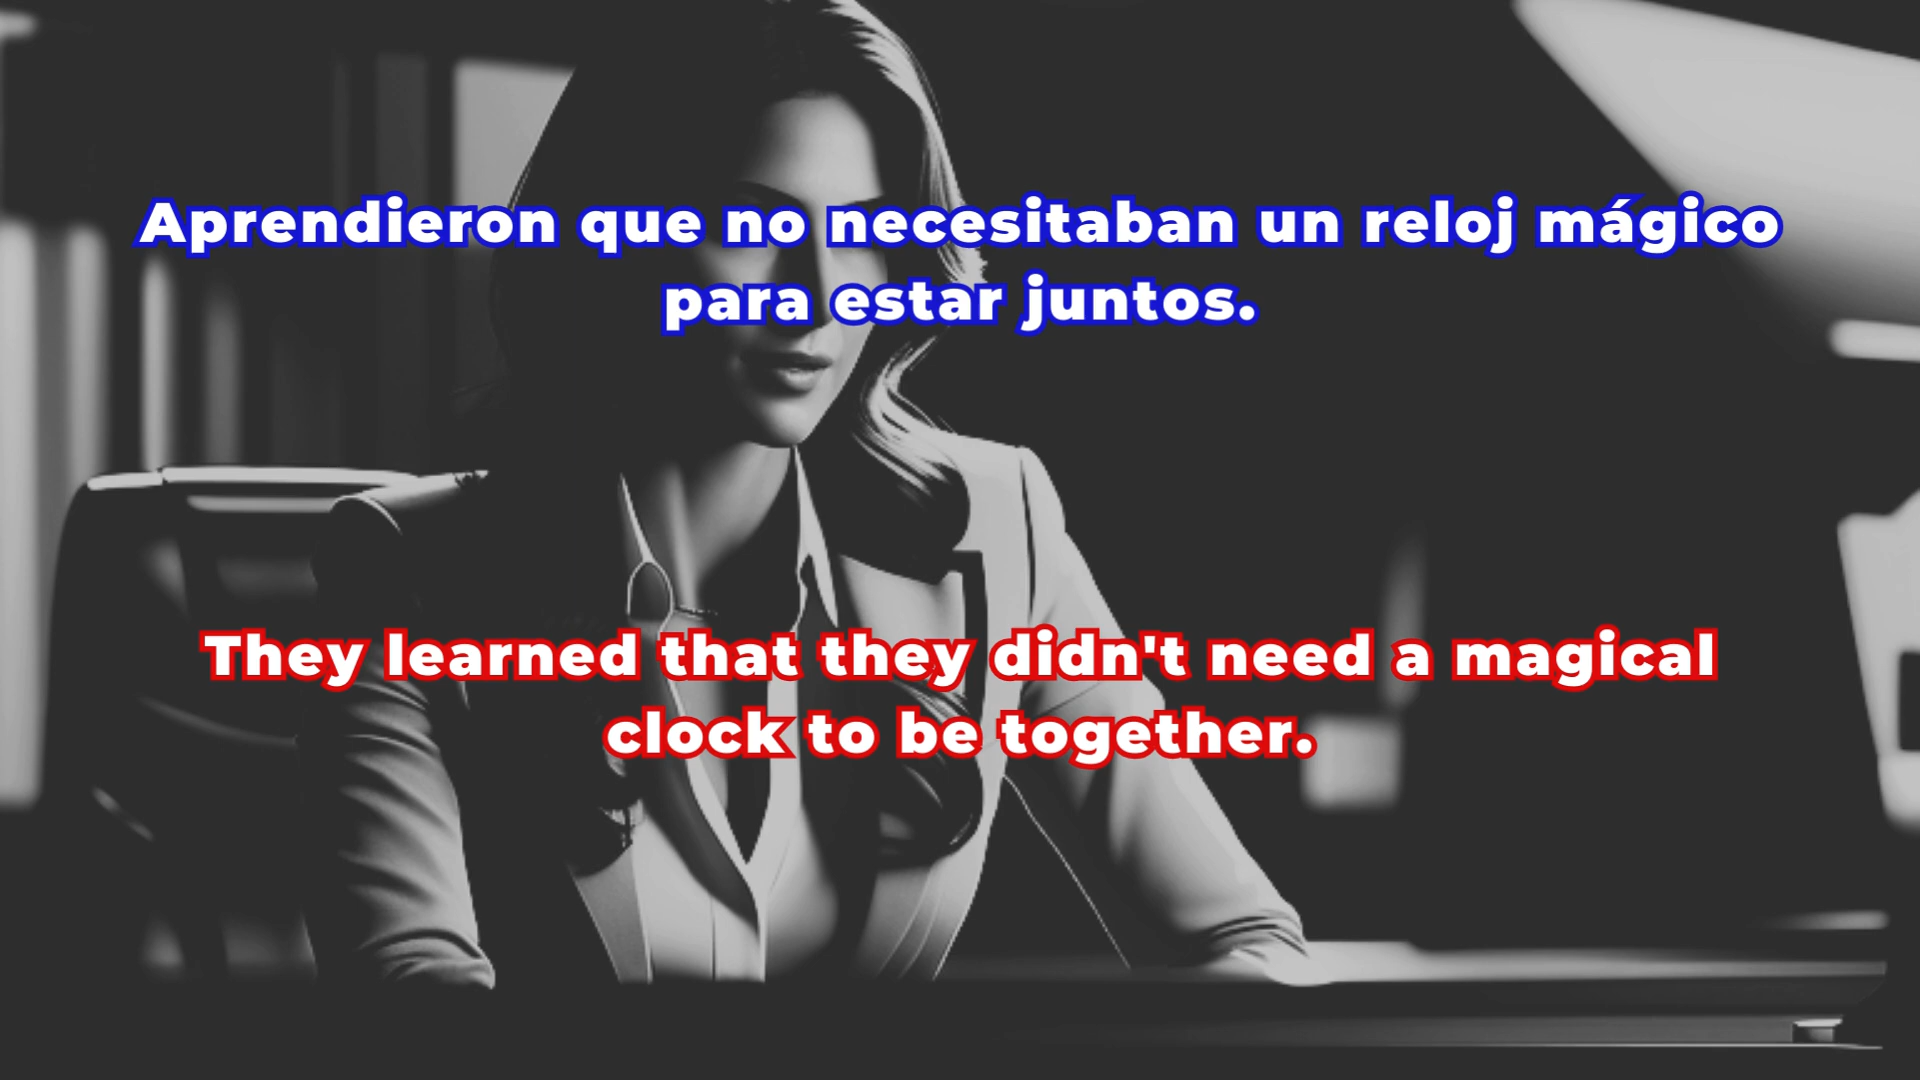 Aprendieron que no necesitaban un reloj mágico
para estar juntos.
They learned that they didn't need a magical
clock to be together.